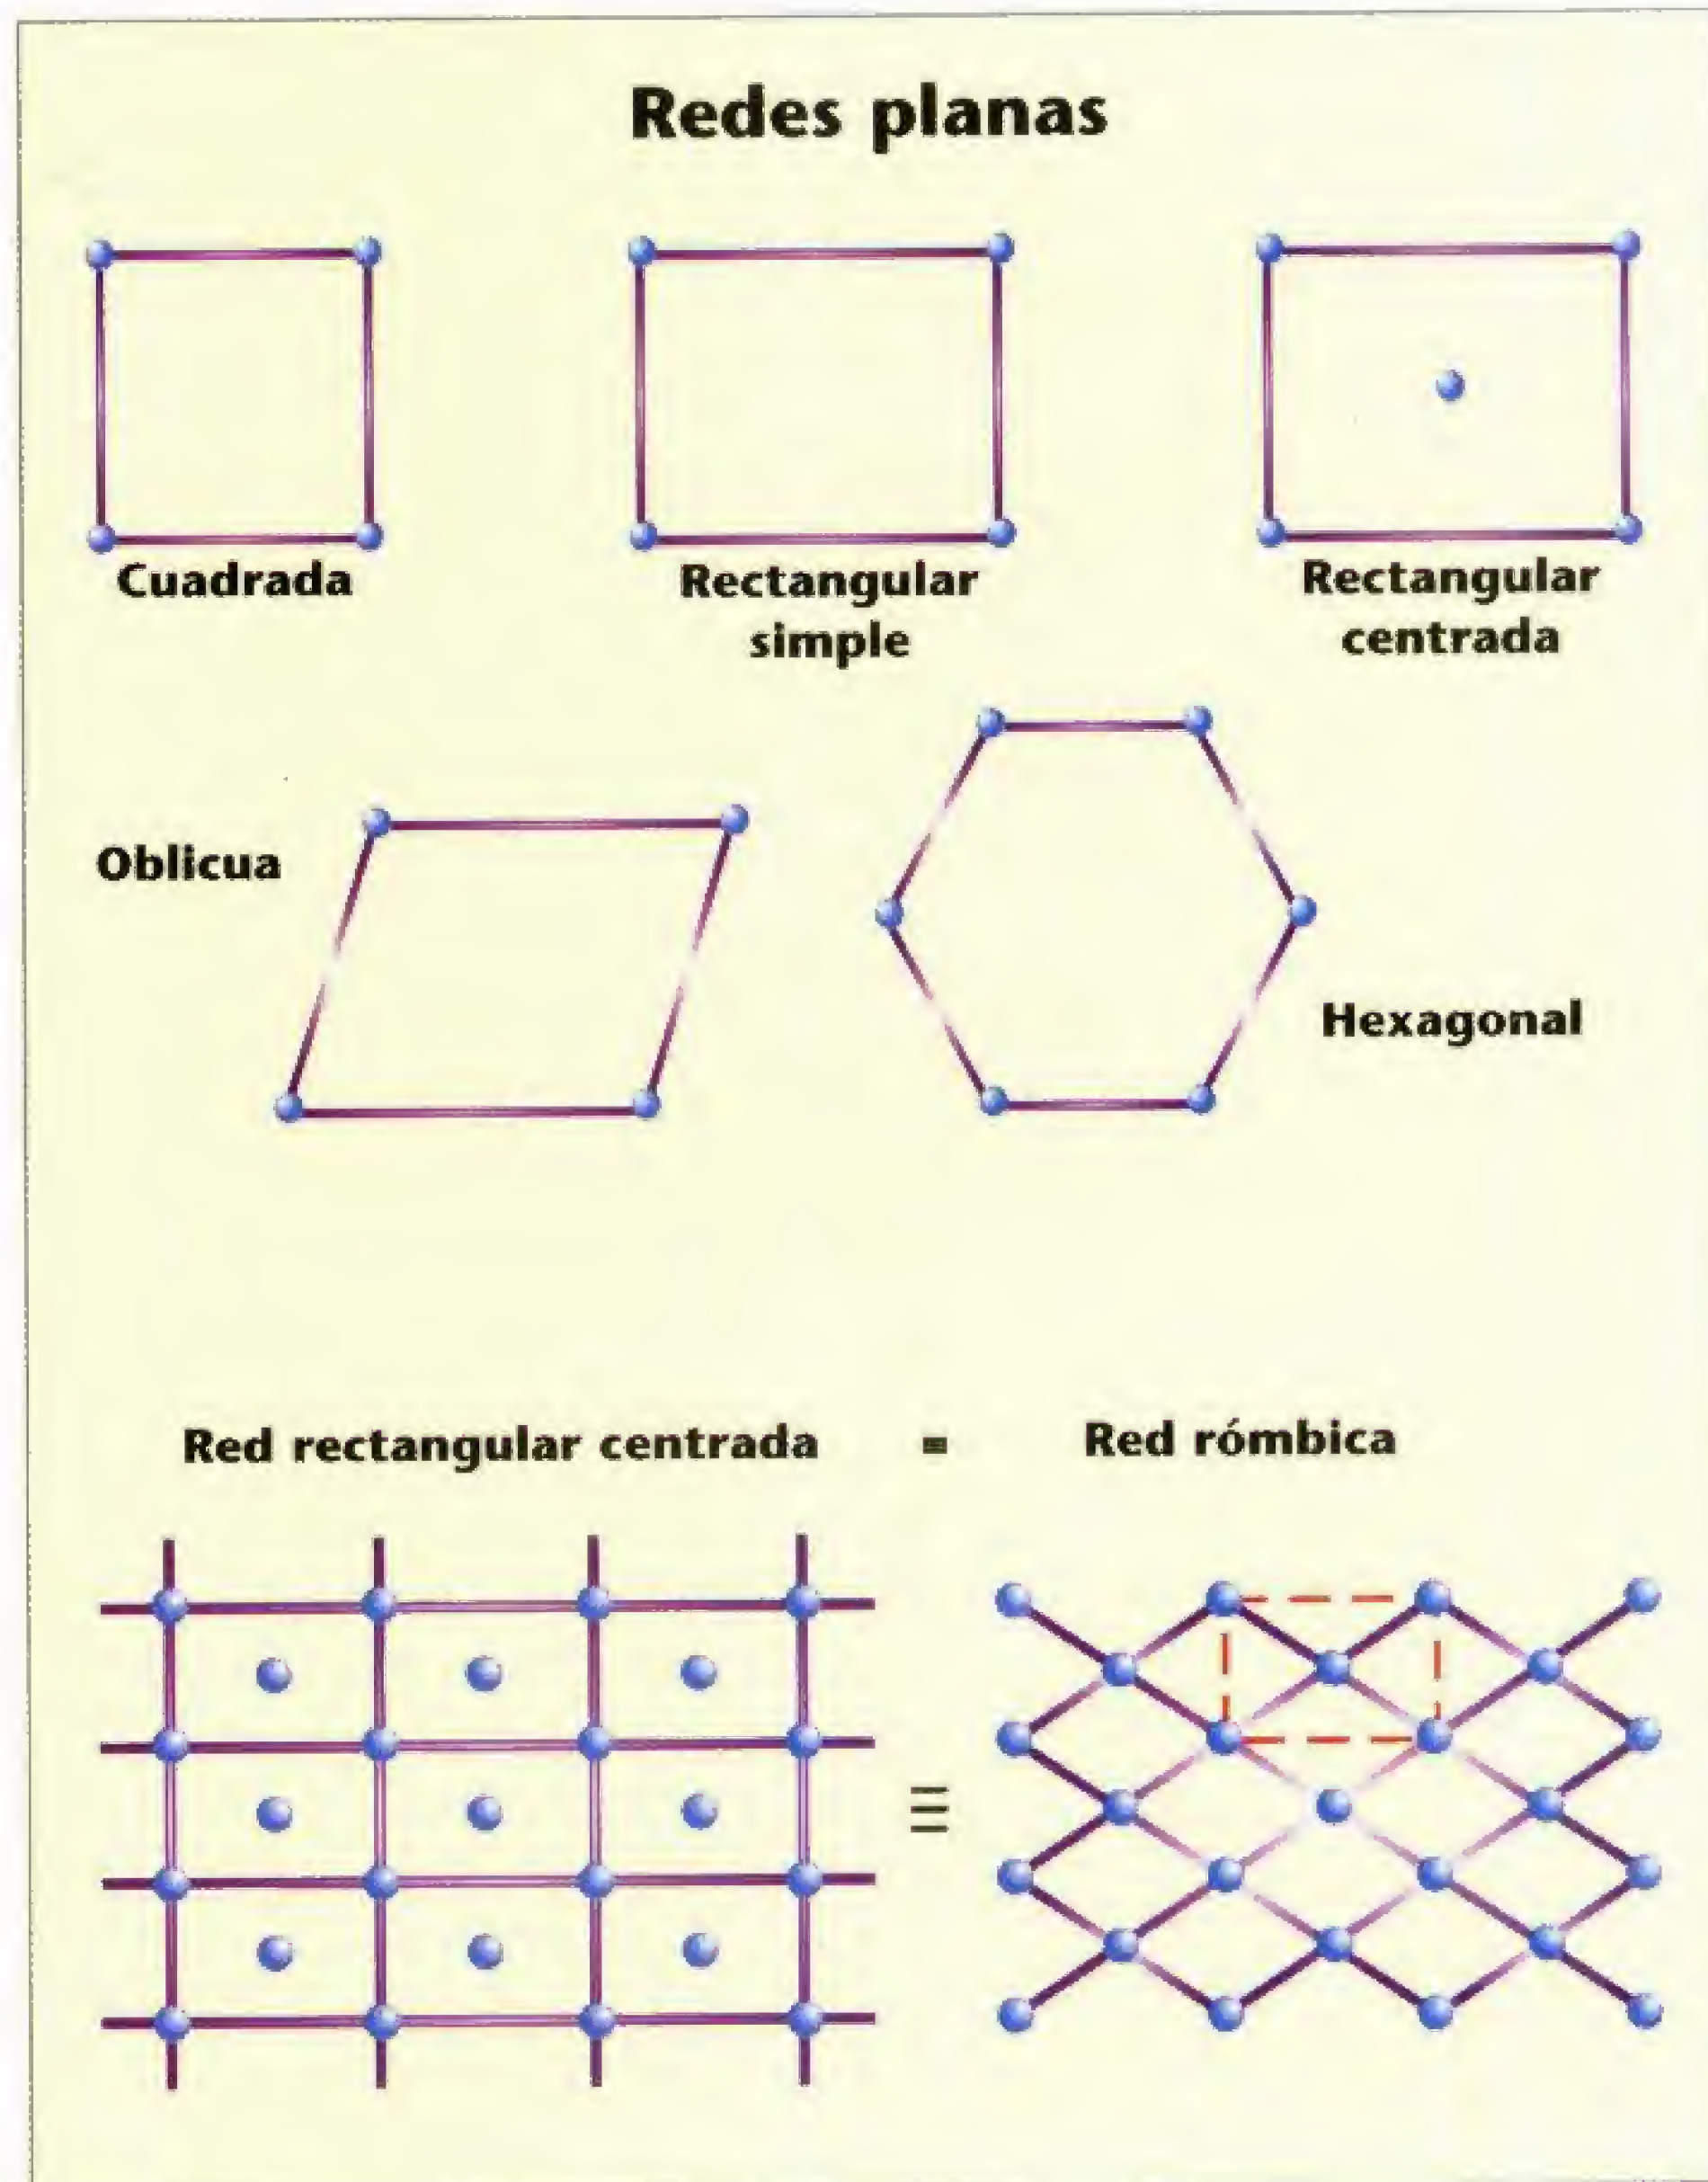 Redes planas
Cuadrada
Rectangular
simple
Rectangular
centrada
Oblicua
Hexagonal
Red rectangular centrada = Red rómbica
≡